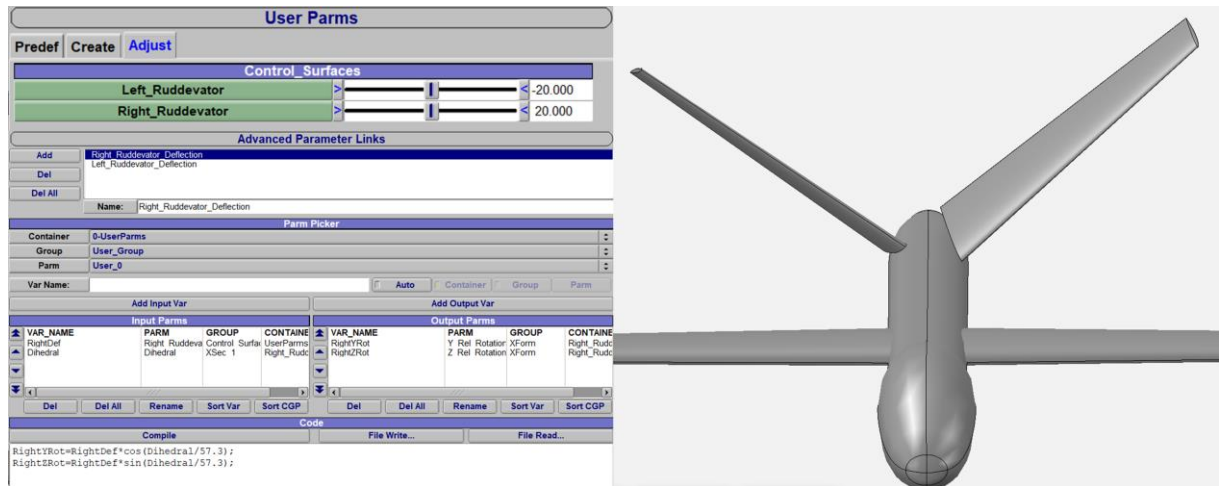 User Parms
Predef Create Adjust
Control_Surfaces
Left_Ruddevator > < -20.000
Right_Ruddevator > < 20.000
Advanced Parameter Links
Add
Del
Del All
Right_Ruddevator_Deflection
Left_Ruddevator_Deflection
Name: Right_Ruddevator_Deflection
Parm Picker
Container 0-UserParms
Group User_Group
Parm User_0
Var Name: Auto Container Group Parm
Add Input Var Add Output Var
Input Parms Output Parms
VAR_NAME PARM GROUP CONTAINE VAR_NAME PARM GROUP CONTAINE
RightDef Right_Ruddeva Control_Surfa UserParms RightYRot Y_Rel_Rotation XForm Right_Rudd
Dihedral Dihedral XSec_1 Right_Rudd RightZRot Z_Rel_Rotation XForm Right_Rudd
Del Del All Rename Sort Var Sort CGP Del Del All Rename Sort Var Sort CGP
Code
Compile File Write... File Read...
RightYRot=RightDef*cos(Dihedral/57.3);
RightZRot=RightDef*sin(Dihedral/57.3);